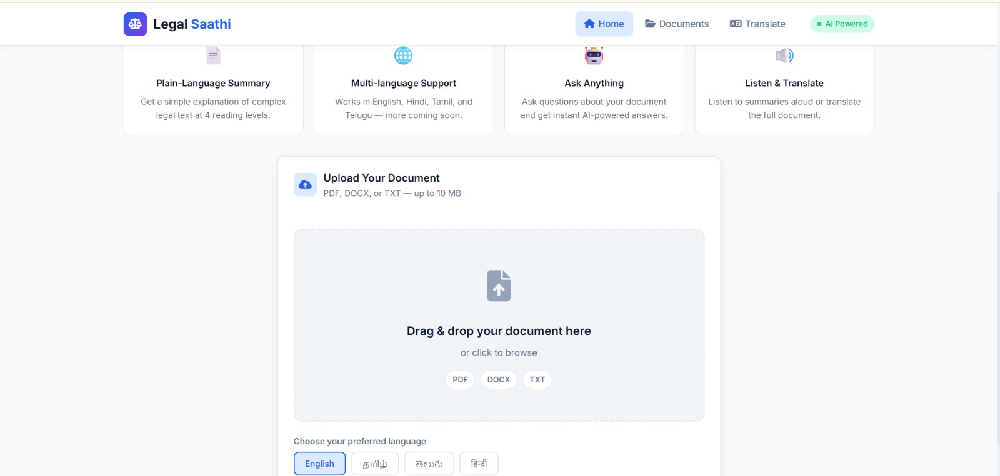 Legal Saathi
Home
Documents
Translate
AI Powered
Plain-Language Summary
Get a simple explanation of complex
legal text at 4 reading levels.
Multi-language Support
Works in English, Hindi, Tamil, and
Telugu — more coming soon.
Ask Anything
Ask questions about your document
and get instant AI-powered answers.
Listen & Translate
Listen to summaries aloud or translate
the full document.
Upload Your Document
PDF, DOCX, or TXT — up to 10 MB
Drag & drop your document here
or click to browse
PDF
DOCX
TXT
Choose your preferred language
English
தமிழ்
తెలుగు
हिन्दी